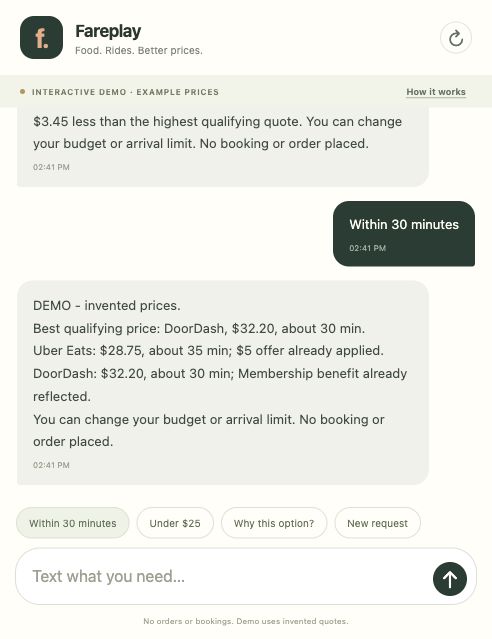 f.
Fareplay
Food. Rides. Better prices.
INTERACTIVE DEMO · EXAMPLE PRICES
How it works
$3.45 less than the highest qualifying quote. You can change
your budget or arrival limit. No booking or order placed.
02:41 PM
Within 30 minutes
02:41 PM
DEMO - invented prices.
Best qualifying price: DoorDash, $32.20, about 30 min.
Uber Eats: $28.75, about 35 min; $5 offer already applied.
DoorDash: $32.20, about 30 min; Membership benefit already
reflected.
You can change your budget or arrival limit. No booking or
order placed.
02:41 PM
Within 30 minutes
Under $25
Why this option?
New request
Text what you need...
No orders or bookings. Demo uses invented quotes.